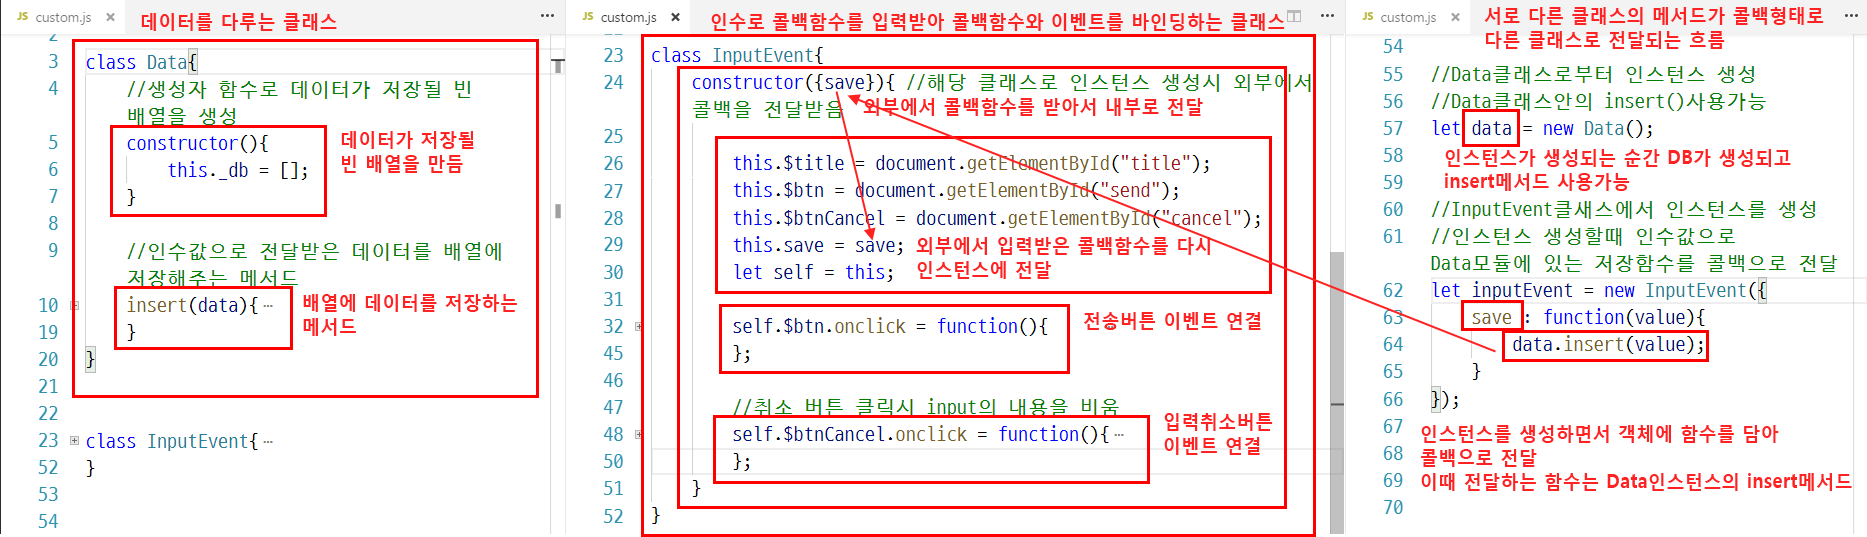 JS custom.js ×
데이터를 다루는 클래스
2
3 class Data{
4 //생성자 함수로 데이터가 저장될 빈
배열을 생성
5 constructor(){
6 this._db = [];
7 }
데이터가 저장될
빈 배열을 만듬
8
9 //인수값으로 전달받은 데이터를 배열에
저장해주는 메서드
10 insert(data){⋯
19 }
배열에 데이터를 저장하는
메서드
20 }
21
22
23 class InputEvent{⋯
52 }
53
54
JS custom.js ×
인수로 콜백함수를 입력받아 콜백함수와 이벤트를 바인딩하는 클래스
23 class InputEvent{
24 constructor({save}){ //해당 클래스로 인스턴스 생성시 외부에서
콜백을 전달받음
외부에서 콜백함수를 받아서 내부로 전달
25
26 this.$title = document.getElementById("title");
27 this.$btn = document.getElementById("send");
28 this.$btnCancel = document.getElementById("cancel");
29 this.save = save;
30 let self = this;
외부에서 입력받은 콜백함수를 다시
인스턴스에 전달
31
32 self.$btn.onclick = function(){
45 };
전송버튼 이벤트 연결
46
47 //취소 버튼 클릭시 input의 내용을 비움
48 self.$btnCancel.onclick = function(){⋯
50 };
입력취소버튼
이벤트 연결
51 }
52 }
JS custom.js ×
서로 다른 클래스의 메서드가 콜백형태로
다른 클래스로 전달되는 흐름
54
55 //Data클래스로부터 인스턴스 생성
56 //Data클래스안의 insert()사용가능
57 let data = new Data();
58
59
인스턴스가 생성되는 순간 DB가 생성되고
insert메서드 사용가능
60 //InputEvent클새스에서 인스턴스를 생성
61 //인스턴스 생성할때 인수값으로
Data모듈에 있는 저장함수를 콜백으로 전달
62 let inputEvent = new InputEvent({
63 save : function(value){
64 data.insert(value);
65 }
66 });
67
68
69
70
인스턴스를 생성하면서 객체에 함수를 담아
콜백으로 전달
이때 전달하는 함수는 Data인스턴스의 insert메서드